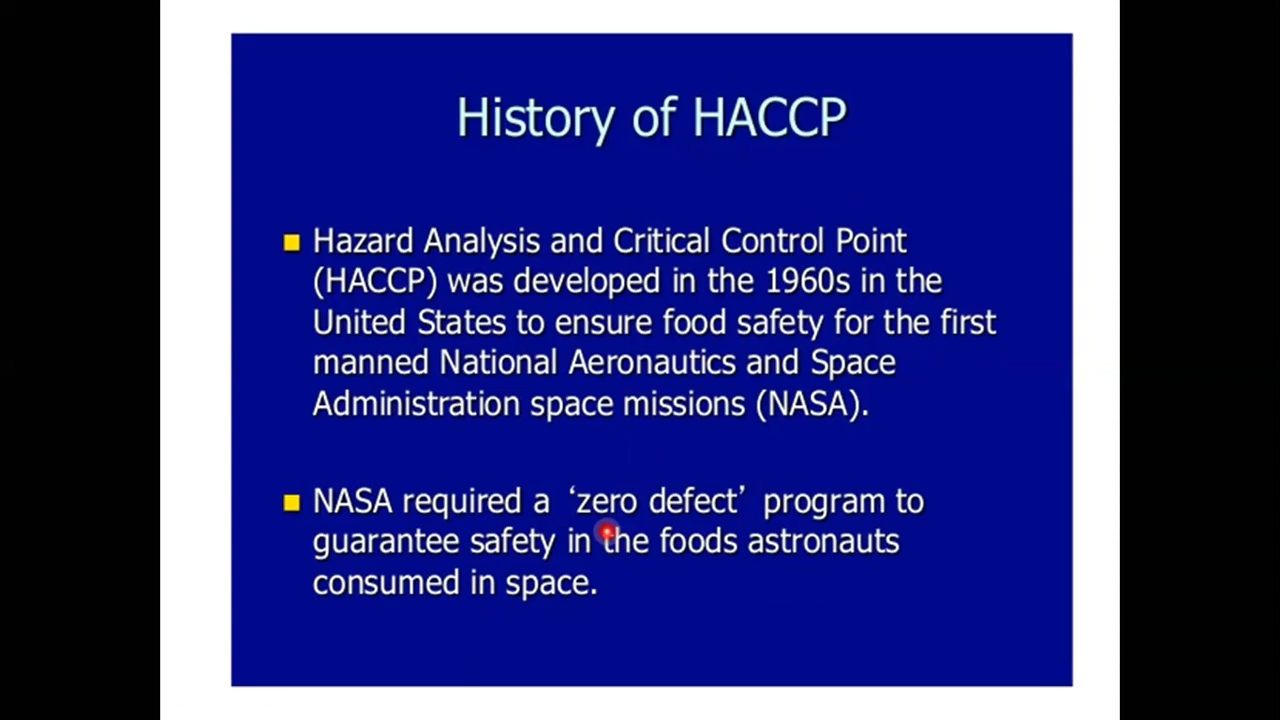 History of HACCP
Hazard Analysis and Critical Control Point
(HACCP) was developed in the 1960s in the
United States to ensure food safety for the first
manned National Aeronautics and Space
Administration space missions (NASA).
NASA required a ‘zero defect’ program to
guarantee safety in the foods astronauts
consumed in space.